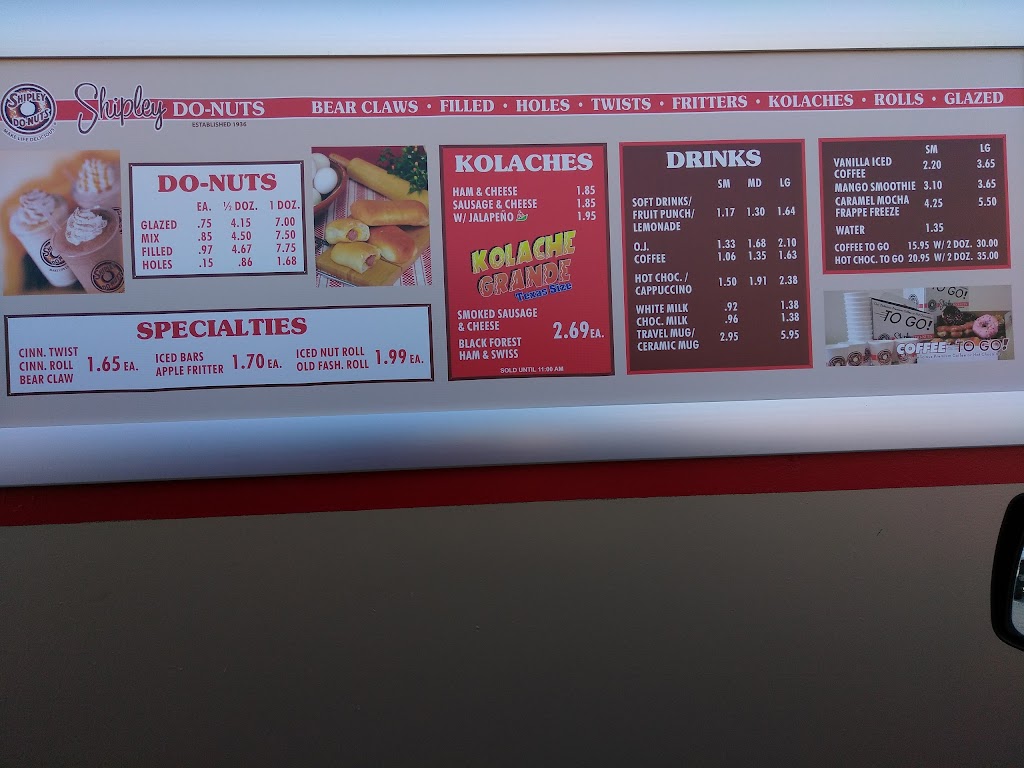 SHIPLEY DO-NUTS
MAKE LIFE DELICIOUS
Shipley DO-NUTS
ESTABLISHED 1936
BEAR CLAWS • FILLED • HOLES • TWISTS • FRITTERS • KOLACHES • ROLLS • GLAZED
DO-NUTS
EA. ½ DOZ. 1 DOZ.
GLAZED .75 4.15 7.00
MIX .85 4.50 7.50
FILLED .97 4.67 7.75
HOLES .15 .86 1.68
SPECIALTIES
CINN. TWIST
CINN. ROLL
BEAR CLAW
1.65 EA.
ICED BARS
APPLE FRITTER
1.70 EA.
ICED NUT ROLL
OLD FASH. ROLL
1.99 EA.
KOLACHES
HAM & CHEESE 1.85
SAUSAGE & CHEESE 1.85
W/ JALAPEÑO 1.95
KOLACHE
GRANDE
Texas Size
SMOKED SAUSAGE
& CHEESE
BLACK FOREST
HAM & SWISS
2.69 EA.
SOLD UNTIL 11:00 AM
DRINKS
SM MD LG
SOFT DRINKS/
FRUIT PUNCH/ 1.17 1.30 1.64
LEMONADE
O.J. 1.33 1.68 2.10
COFFEE 1.06 1.35 1.63
HOT CHOC. /
CAPPUCCINO 1.50 1.91 2.38
WHITE MILK .92 1.38
CHOC. MILK .96 1.38
TRAVEL MUG/
CERAMIC MUG 2.95 5.95
SM LG
VANILLA ICED 2.20 3.65
COFFEE
MANGO SMOOTHIE 3.10 3.65
CARAMEL MOCHA 4.25 5.50
FRAPPE FREEZE
WATER 1.35
COFFEE TO GO 15.95 W/ 2 DOZ. 30.00
HOT CHOC. TO GO 20.95 W/ 2 DOZ. 35.00
TO GO!
TO GO!
COFFEE TO GO!